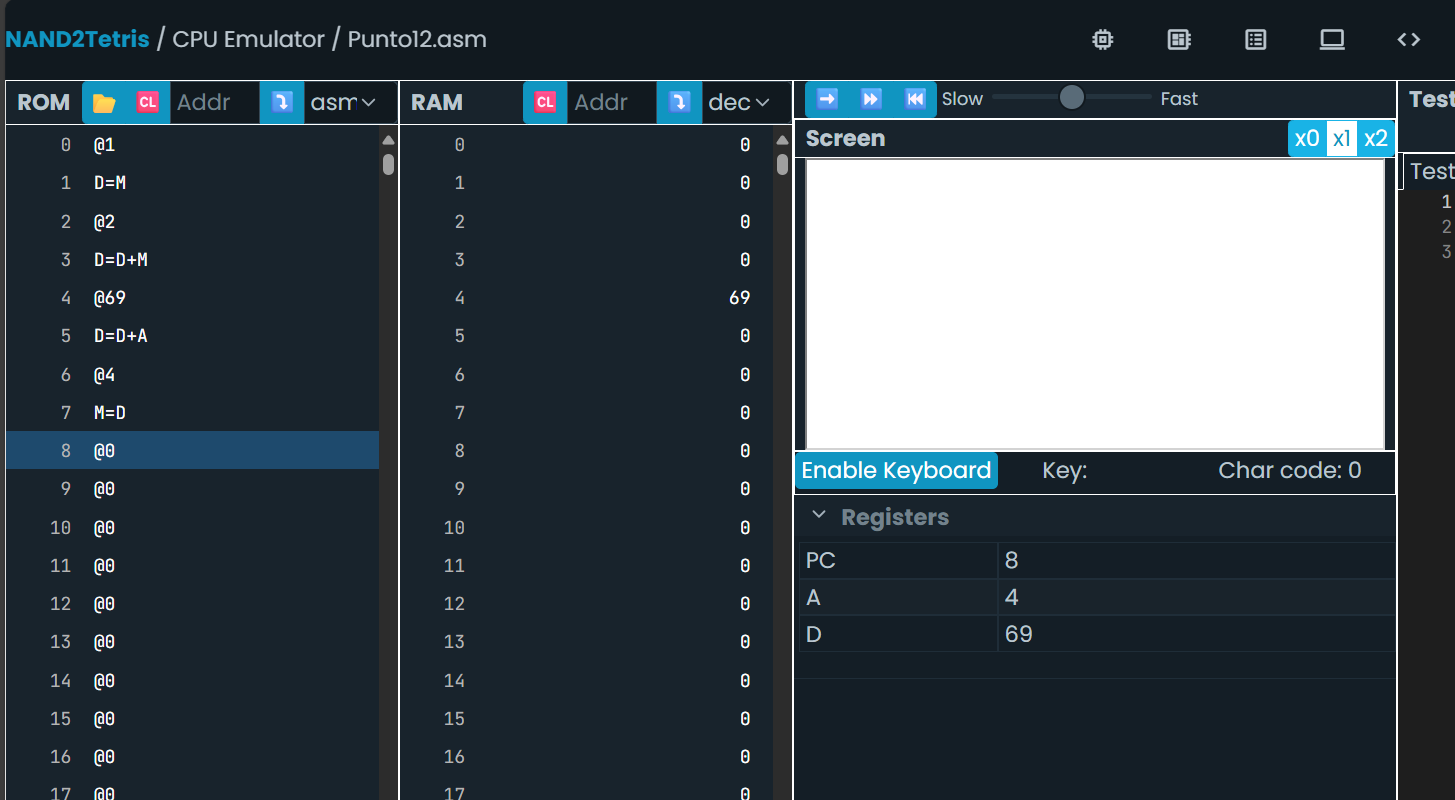 NAND2Tetris / CPU Emulator / Punto12.asm
ROM CL Addr asm
0 @1
1 D=M
2 @2
3 D=D+M
4 @69
5 D=D+A
6 @4
7 M=D
8 @0
9 @0
10 @0
11 @0
12 @0
13 @0
14 @0
15 @0
16 @0
17 @0
RAM CL Addr dec
0 0
1 0
2 0
3 0
4 69
5 0
6 0
7 0
8 0
9 0
10 0
11 0
12 0
13 0
14 0
15 0
16 0
17 0
Slow Fast
Screen x0 x1 x2
Enable Keyboard Key: Char code: 0
Registers
PC 8
A 4
D 69
Test
Test
1
2
3